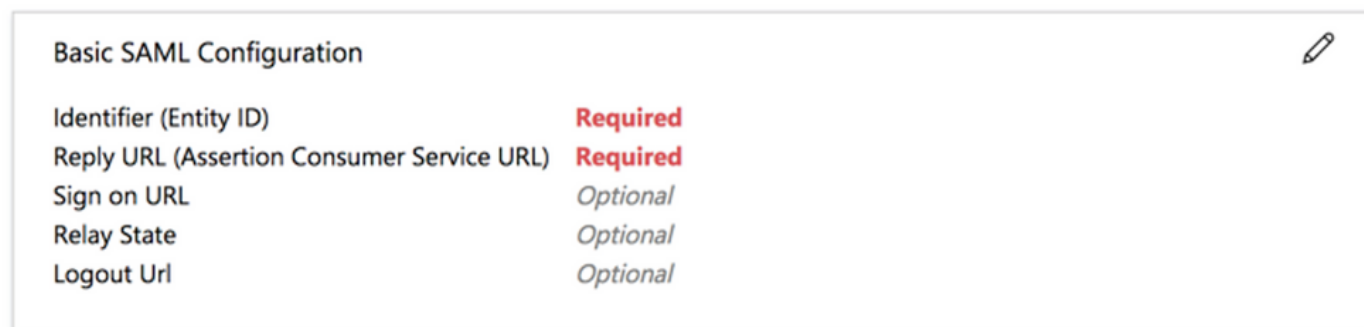 Basic SAML Configuration
Identifier (Entity ID) Required
Reply URL (Assertion Consumer Service URL) Required
Sign on URL Optional
Relay State Optional
Logout Url Optional